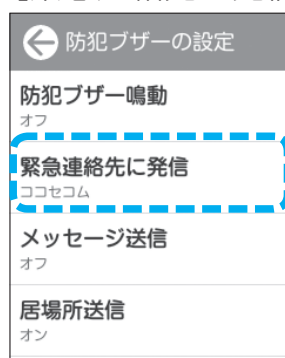 防犯ブザーの設定
防犯ブザー鳴動
オフ
緊急連絡先に発信
ココセコム
メッセージ送信
オフ
居場所送信
オン